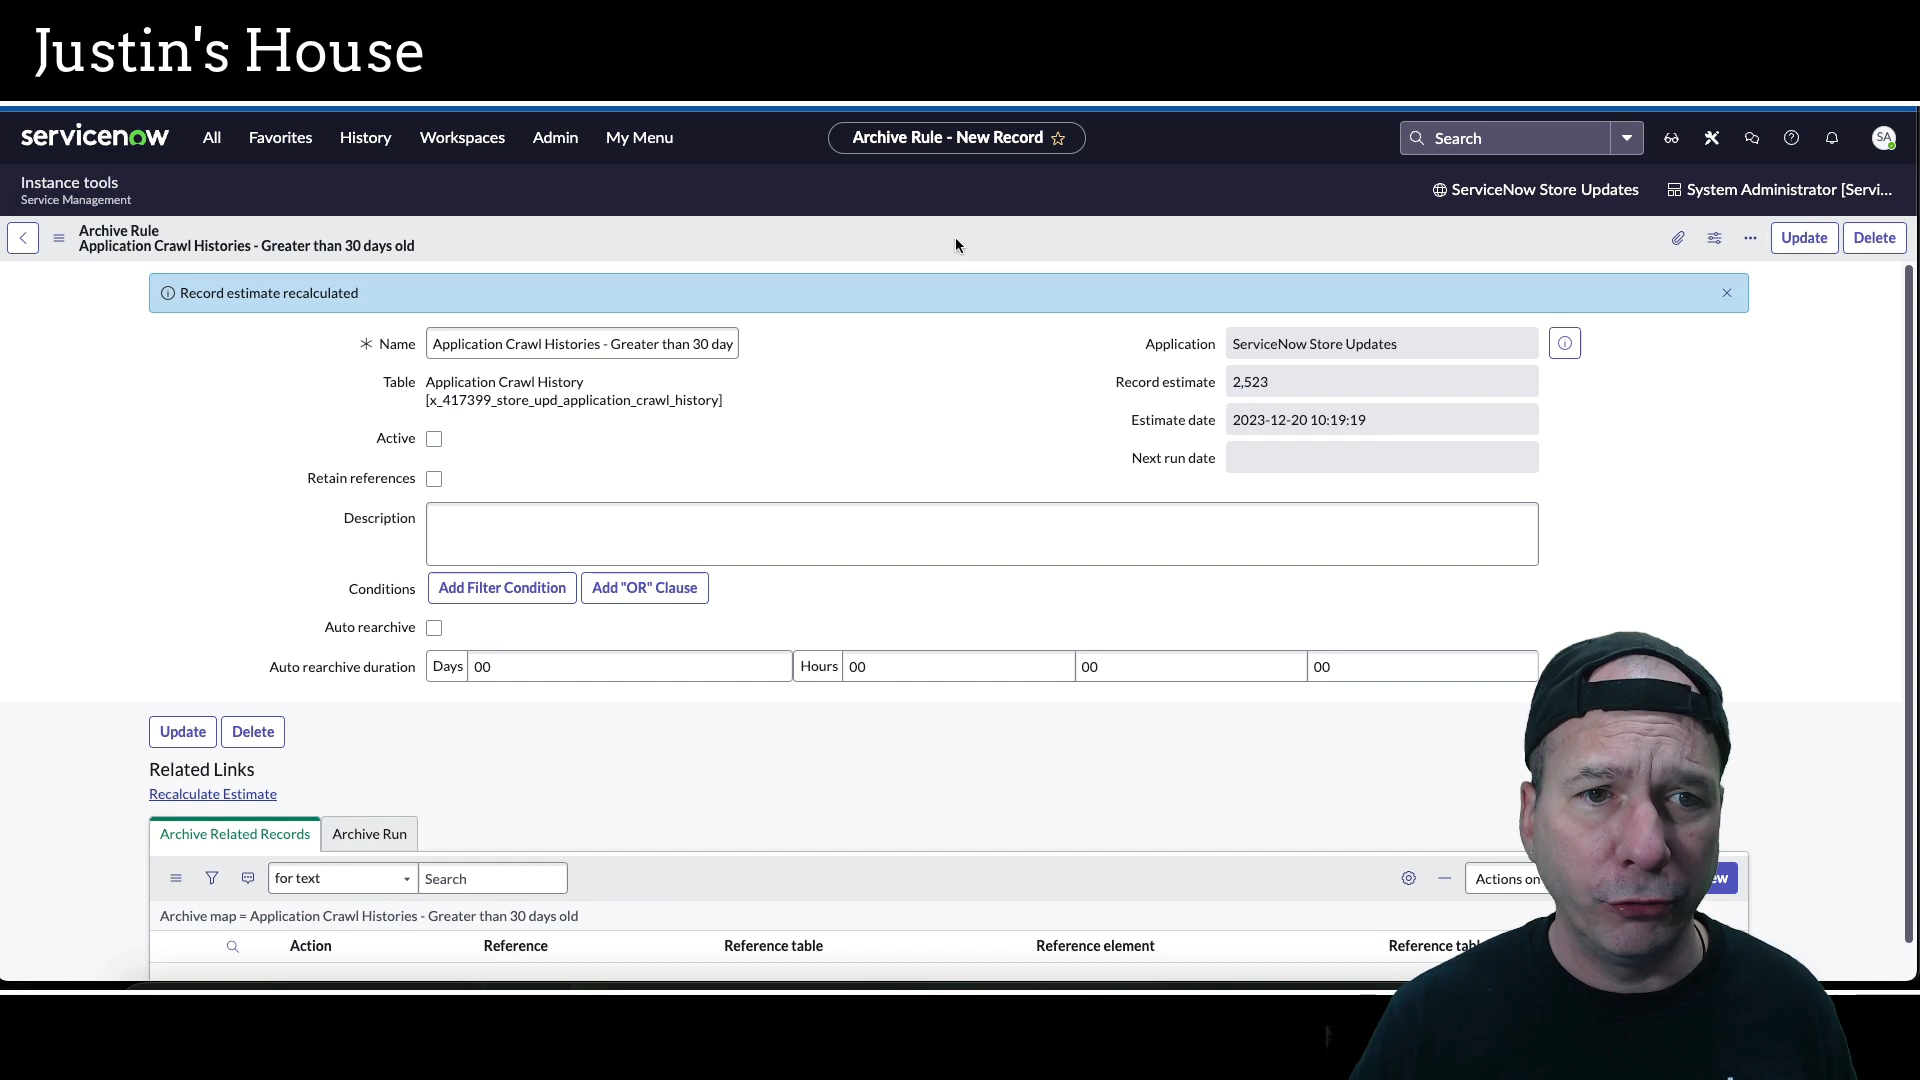 Justin's House
servicenow All Favorites History Workspaces Admin My Menu Archive Rule - New Record Search SA
Instance tools
Service Management
ServiceNow Store Updates System Administrator [Servi...
Archive Rule
Application Crawl Histories - Greater than 30 days old
Update Delete
Record estimate recalculated
Name Application Crawl Histories - Greater than 30 day
Application ServiceNow Store Updates
Table Application Crawl History
[x_417399_store_upd_application_crawl_history]
Record estimate 2,523
Estimate date 2023-12-20 10:19:19
Active
Next run date
Retain references
Description
Conditions Add Filter Condition Add "OR" Clause
Auto rearchive
Auto rearchive duration Days 00 Hours 00 00 00
Update Delete
Related Links
Recalculate Estimate
Archive Related Records Archive Run
for text Search Actions on
Archive map = Application Crawl Histories - Greater than 30 days old
Action Reference Reference table Reference element Reference